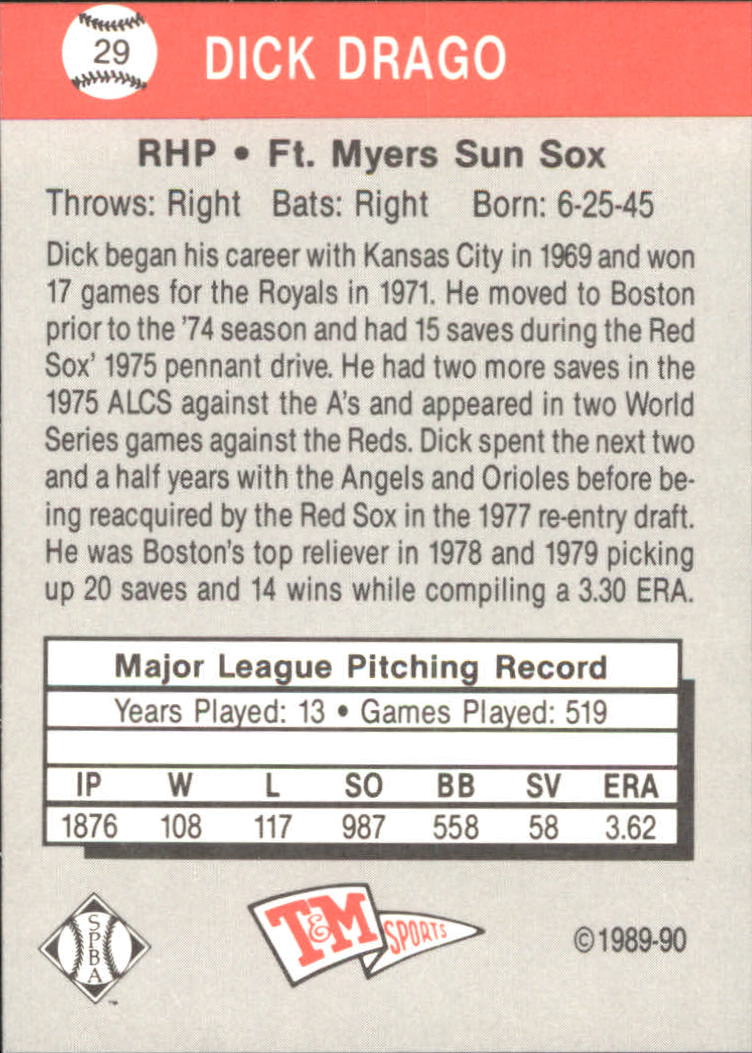 29
DICK DRAGO
RHP • Ft. Myers Sun Sox
Throws: Right Bats: Right Born: 6-25-45
Dick began his career with Kansas City in 1969 and won
17 games for the Royals in 1971. He moved to Boston
prior to the '74 season and had 15 saves during the Red
Sox' 1975 pennant drive. He had two more saves in the
1975 ALCS against the A's and appeared in two World
Series games against the Reds. Dick spent the next two
and a half years with the Angels and Orioles before be-
ing reacquired by the Red Sox in the 1977 re-entry draft.
He was Boston's top reliever in 1978 and 1979 picking
up 20 saves and 14 wins while compiling a 3.30 ERA.
Major League Pitching Record
Years Played: 13 • Games Played: 519
IP W L SO BB SV ERA
1876 108 117 987 558 58 3.62
SPBA
™
T&M SPORTS
©1989-90